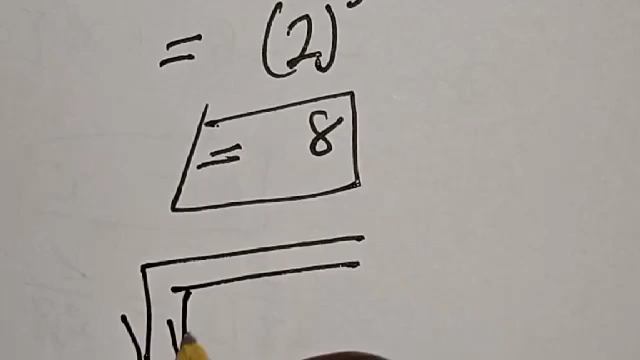 = (2)
= 8
√√